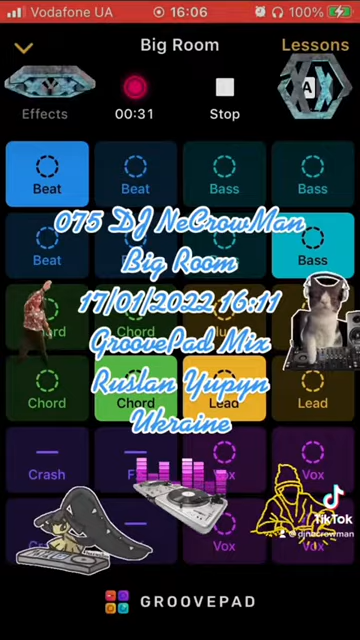 Vodafone UA
16:06
100%
Big Room
Lessons
A
Effects
00:31
Stop
Beat
Beat
Bass
Bass
075 DJ NeCrowMan
Beat
Bass
Big Room
17/01/2022 16:11
GroovePad Mix
Ruslan Yupyn
Chord
Chord
Lead
Lead
Ukraine
Crash
Vox
TikTok
@djnecrowman
Vox
Vox
GROOVEPAD